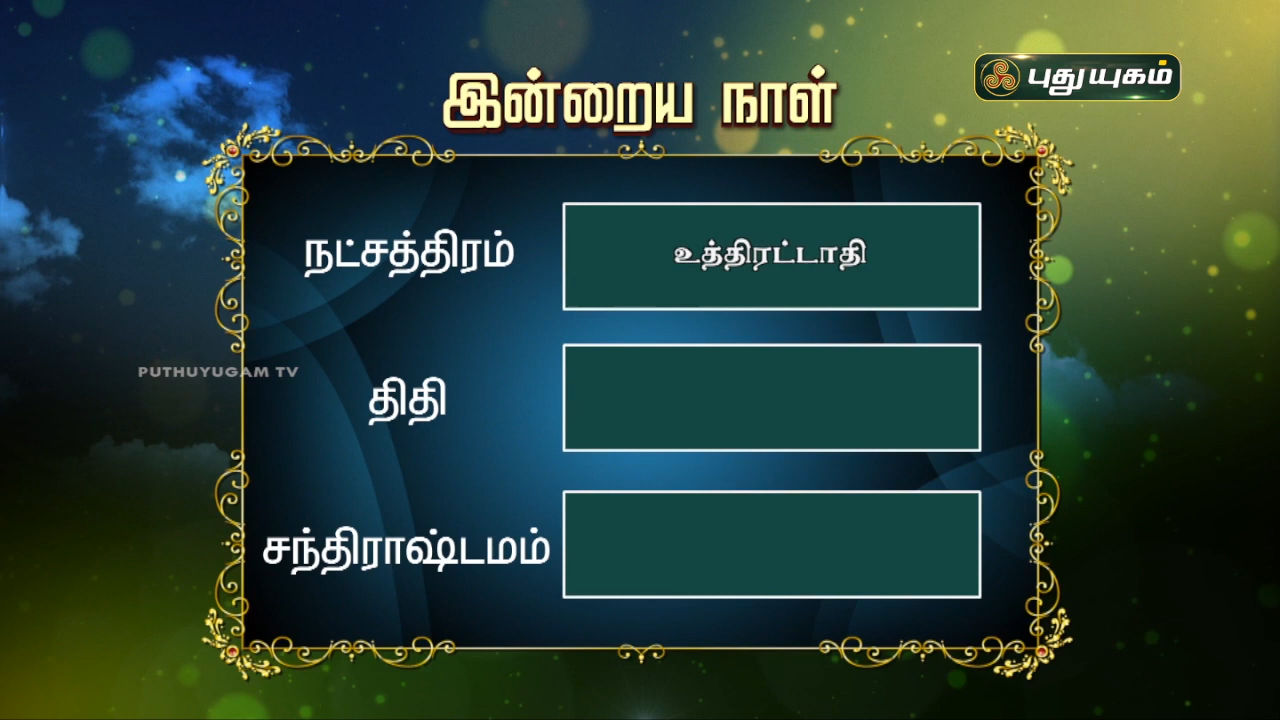 புதுயுகம்
இன்றைய நாள்
நட்சத்திரம்
உத்திரட்டாதி
PUTHUYUGAM TV
திதி
சந்திராஷ்டமம்